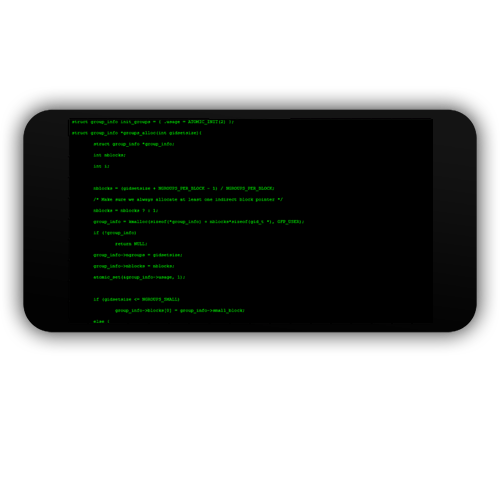 struct group_info init_groups = { .usage = ATOMIC_INIT(2) };
struct group_info *groups_alloc(int gidsetsize){
struct group_info *group_info;
int nblocks;
int i;
nblocks = (gidsetsize + NGROUPS_PER_BLOCK - 1) / NGROUPS_PER_BLOCK;
/* Make sure we always allocate at least one indirect block pointer */
nblocks = nblocks ? : 1;
group_info = kmalloc(sizeof(*group_info) + nblocks*sizeof(gid_t *), GFP_USER);
if (!group_info)
return NULL;
group_info->ngroups = gidsetsize;
group_info->nblocks = nblocks;
atomic_set(&group_info->usage, 1);
if (gidsetsize <= NGROUPS_SMALL)
group_info->blocks[0] = group_info->small_block;
else {